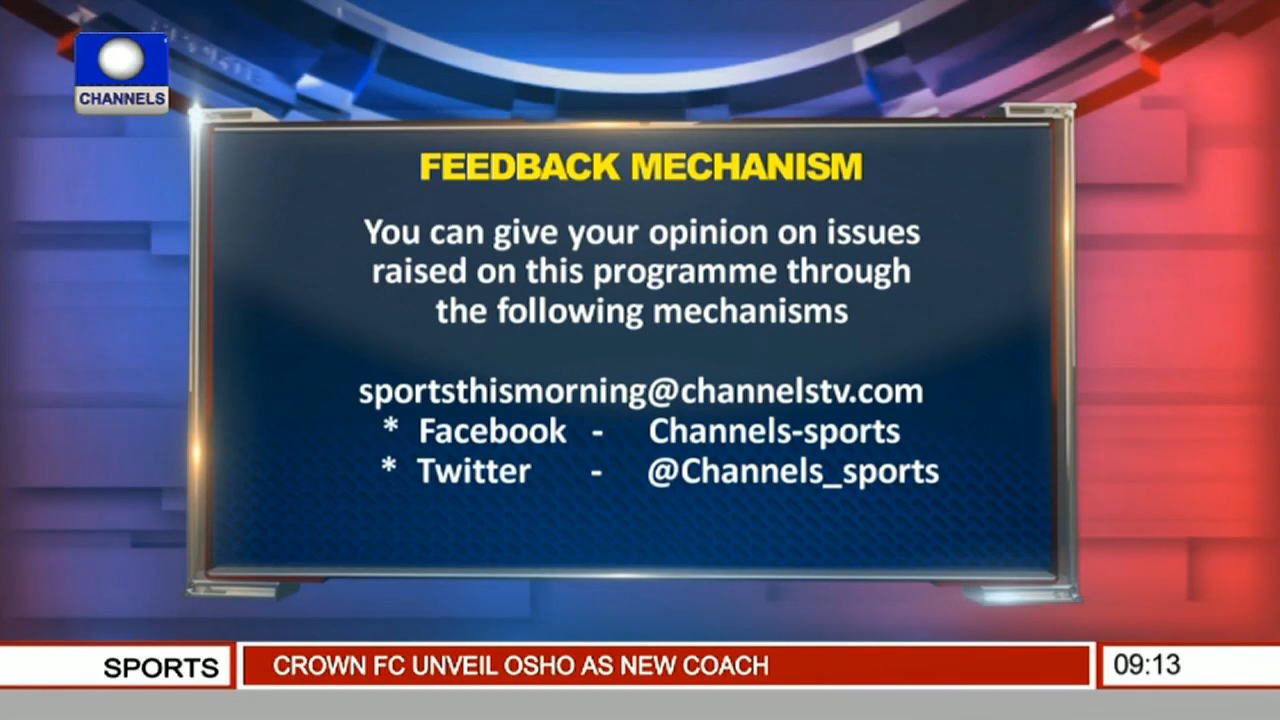 CHANNELS
FEEDBACK MECHANISM
You can give your opinion on issues
raised on this programme through
the following mechanisms
sportsthismorning@channelstv.com
* Facebook - Channels-sports
* Twitter - @Channels_sports
SPORTS
CROWN FC UNVEIL OSHO AS NEW COACH
09:13